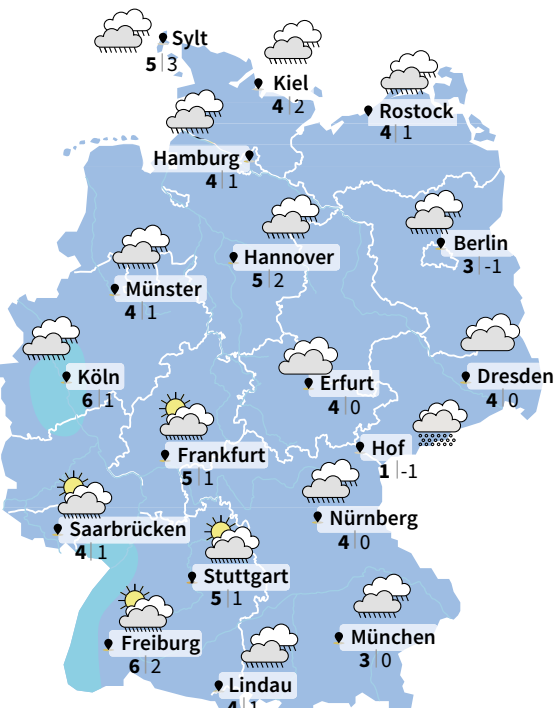 Sylt
5|3
Kiel
4|2
Rostock
4|1
Hamburg
4|1
Berlin
3|-1
Hannover
5|2
Münster
4|1
Köln
6|1
Erfurt
4|0
Dresden
4|0
Hof
1|-1
Frankfurt
5|1
Nürnberg
4|0
Saarbrücken
4|1
Stuttgart
5|1
Freiburg
6|2
München
3|0
Lindau
4|1